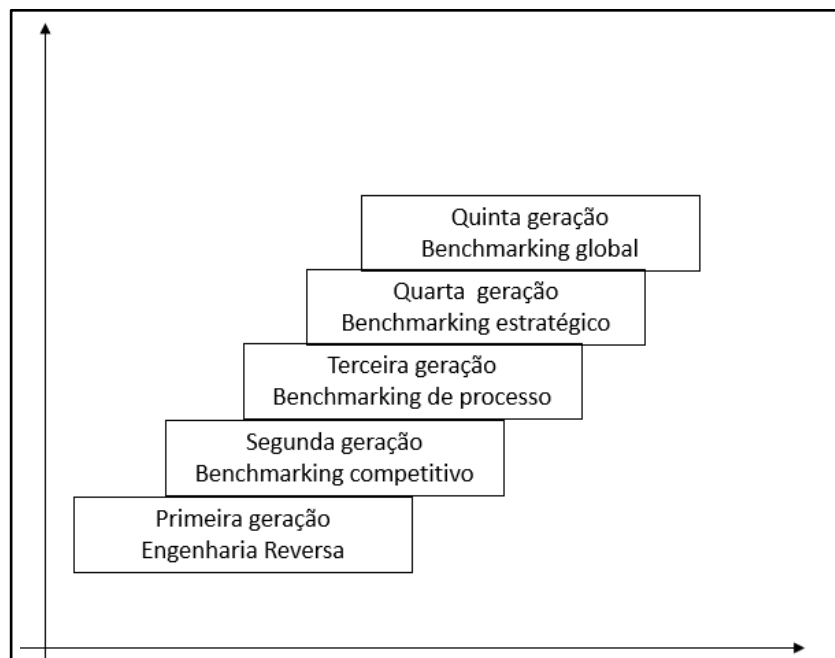 Quinta geração
Benchmarking global
Quarta geração
Benchmarking estratégico
Terceira geração
Benchmarking de processo
Segunda geração
Benchmarking competitivo
Primeira geração
Engenharia Reversa